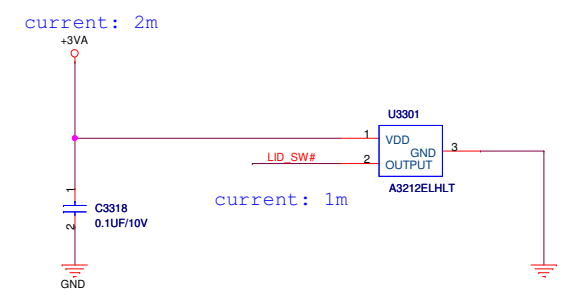 current: 2m
+3VA
U3301
1
VDD
GND
3
LID_SW#
2
OUTPUT
A3212ELHLT
current: 1m
1
C3318
0.1UF/10V
2
GND